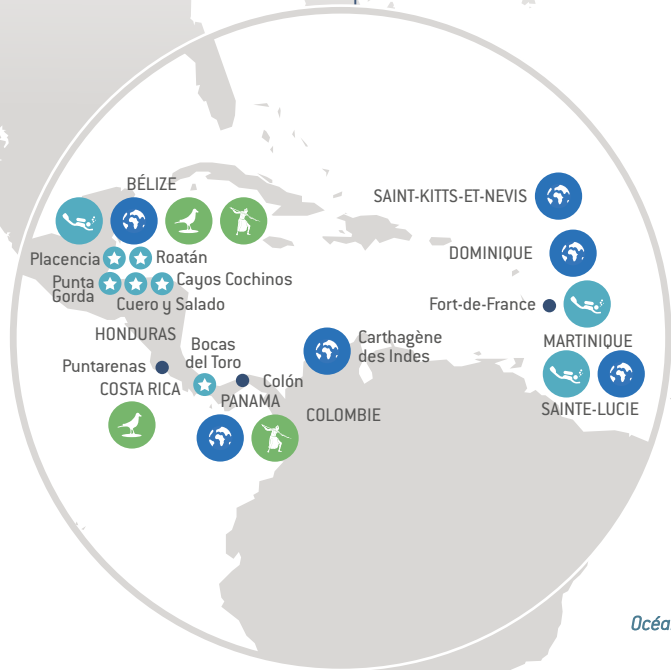 BÉLIZE
SAINT-KITTS-ET-NEVIS
DOMINIQUE
Placencia
Roatán
Punta
Gorda
Cayos Cochinos
Cuero y Salado
Fort-de-France
HONDURAS
Bocas
del Toro
Carthagène
des Indes
MARTINIQUE
Puntarenas
Colón
COSTA RICA
PANAMA
COLOMBIE
SAINTE-LUCIE